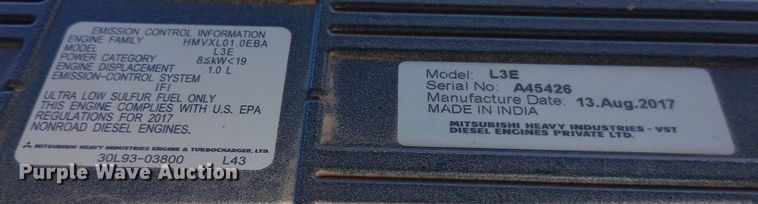 EMISSION CONTROL INFORMATION
ENGINE FAMILY HMVXL01.0EBA
MODEL L3E
POWER CATEGORY 8≤kW<19
ENGINE DISPLACEMENT 1.0 L
EMISSION-CONTROL SYSTEM
IFI
ULTRA LOW SULFUR FUEL ONLY
THIS ENGINE COMPLIES WITH U.S. EPA
REGULATIONS FOR 2017
NONROAD DIESEL ENGINES.
MITSUBISHI HEAVY INDUSTRIES ENGINE & TURBOCHARGER, LTD.
30L93-03800 L43
Model: L3E
Serial No: A45426
Manufacture Date: 13.Aug.2017
MADE IN INDIA
MITSUBISHI HEAVY INDUSTRIES - VST
DIESEL ENGINES PRIVATE LTD.
Purple Wave Auction